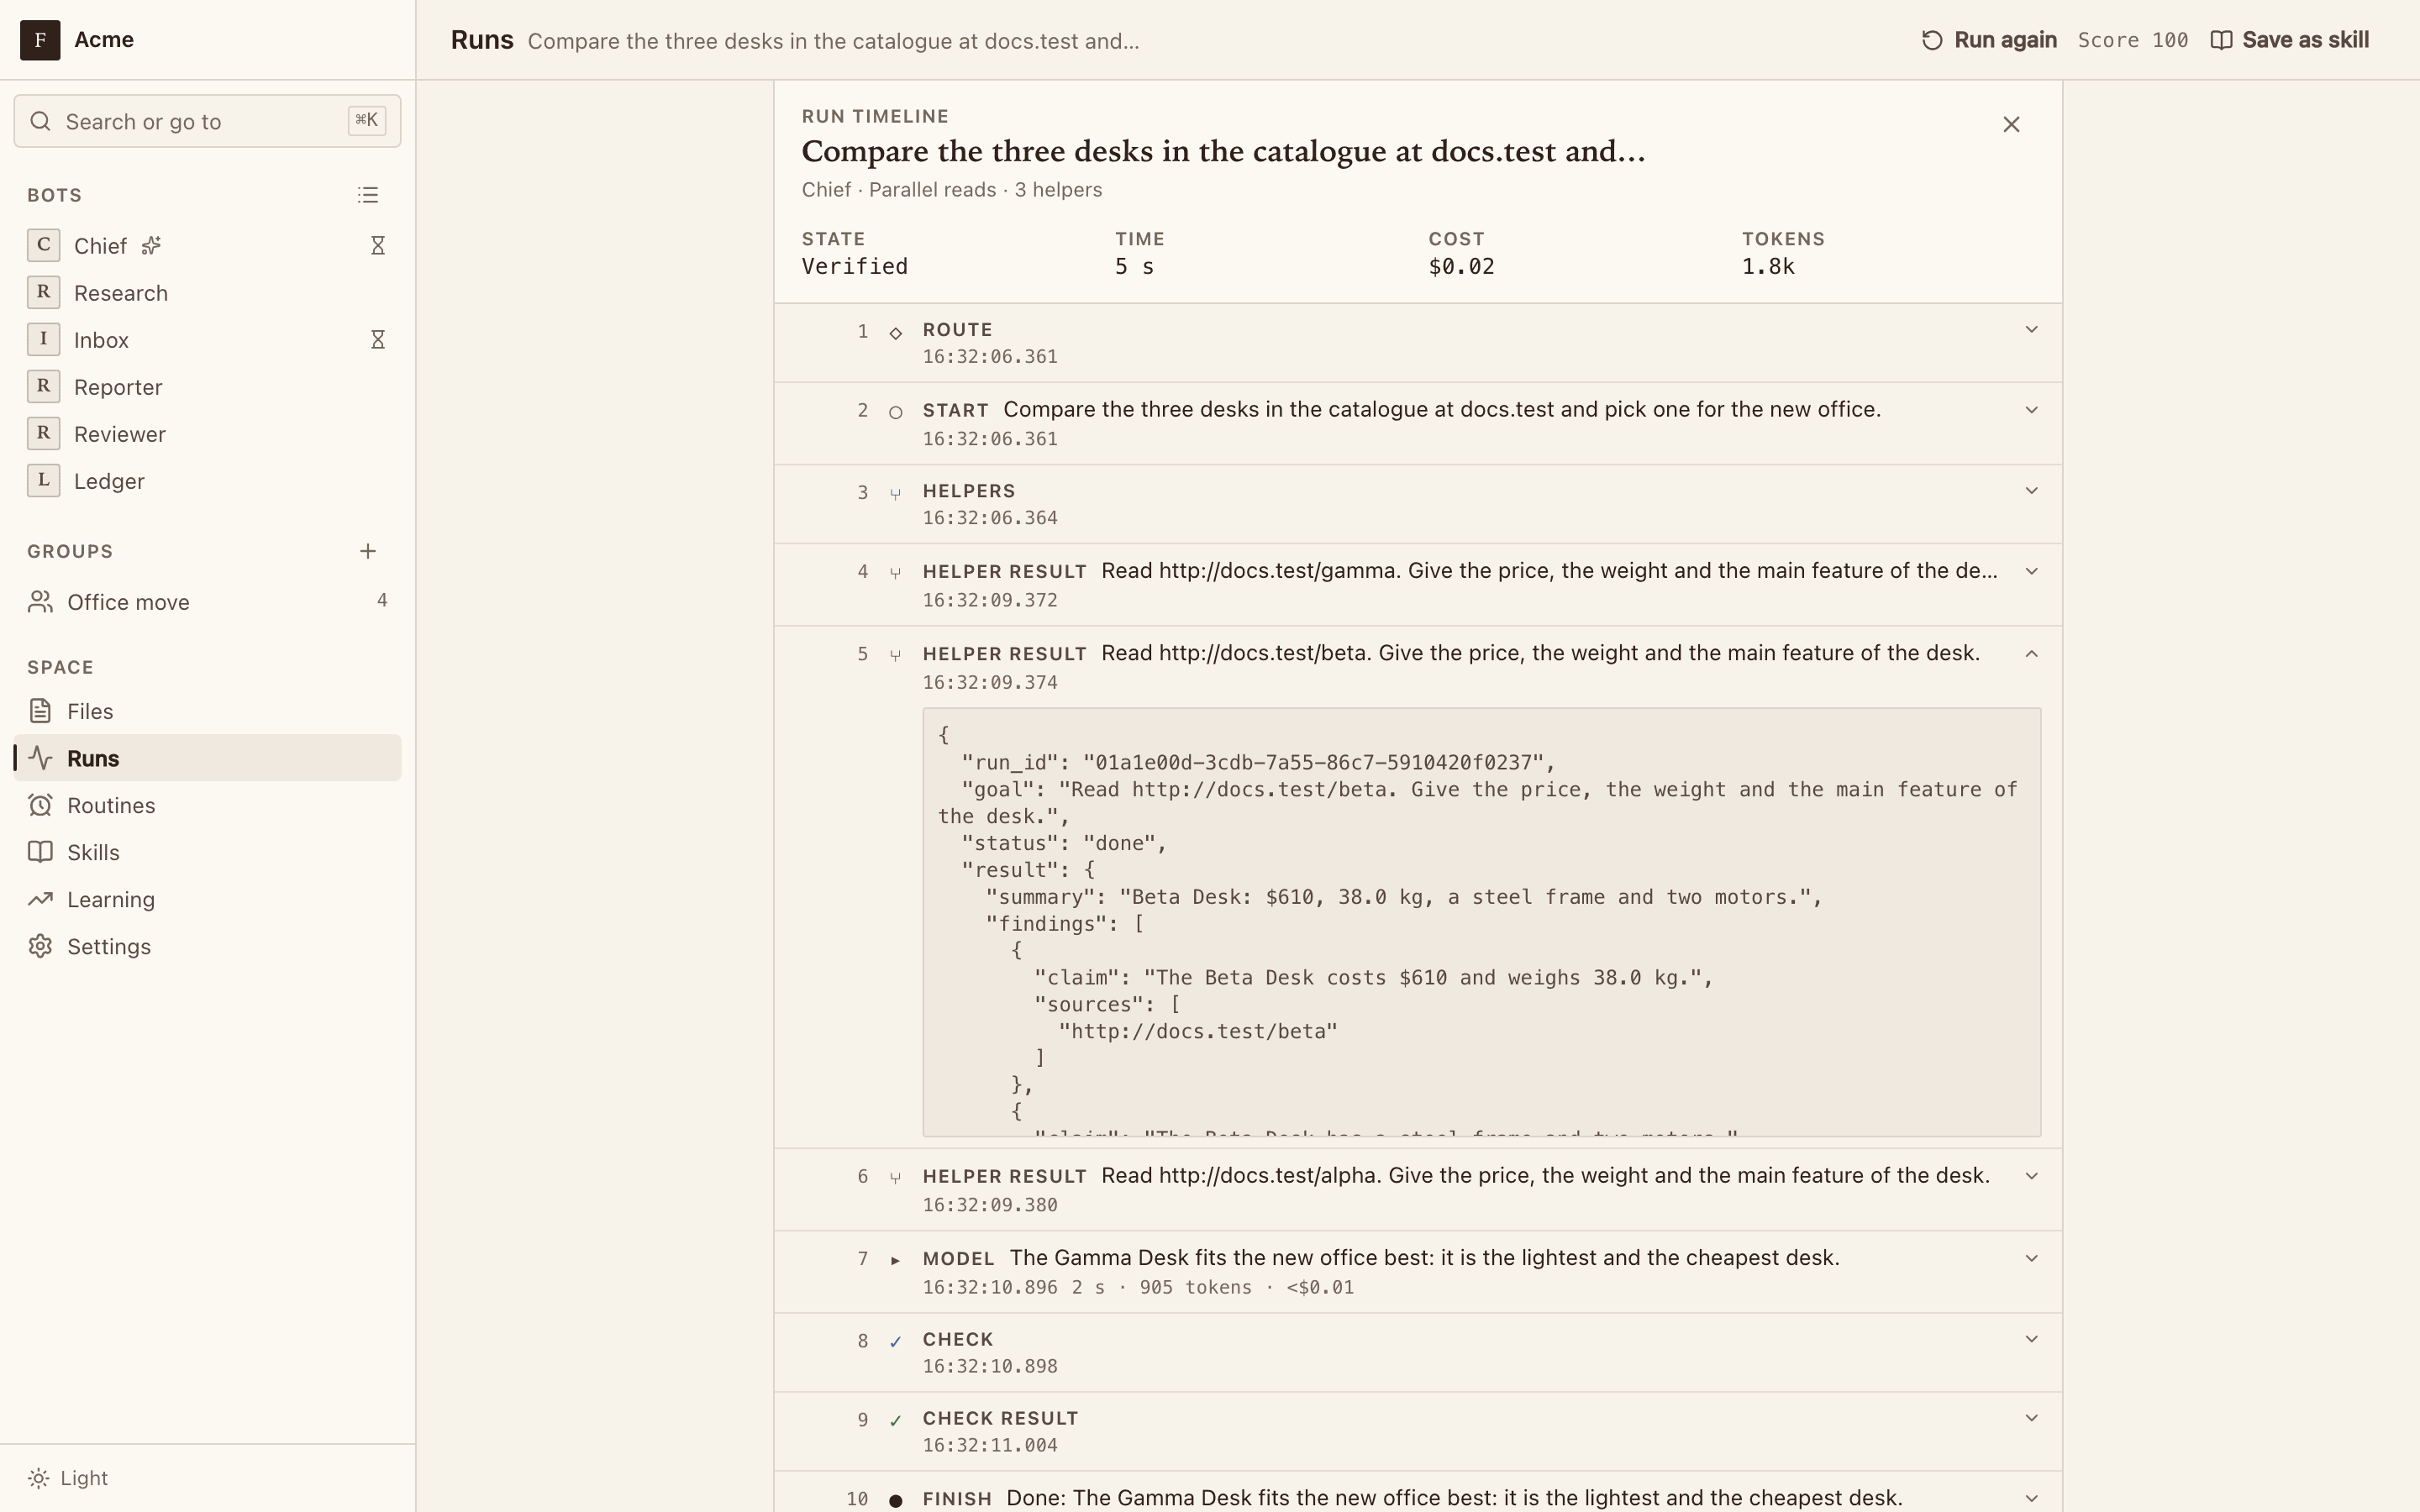 F Acme
Runs Compare the three desks in the catalogue at docs.test and...
Run again Score 100 Save as skill
Search or go to ⌘K
BOTS
C Chief
R Research
I Inbox
R Reporter
R Reviewer
L Ledger
GROUPS
Office move 4
SPACE
Files
Runs
Routines
Skills
Learning
Settings
Light
RUN TIMELINE
Compare the three desks in the catalogue at docs.test and...
Chief · Parallel reads · 3 helpers
STATE TIME COST TOKENS
Verified 5 s $0.02 1.8k
1 ROUTE
16:32:06.361
2 START Compare the three desks in the catalogue at docs.test and pick one for the new office.
16:32:06.361
3 HELPERS
16:32:06.364
4 HELPER RESULT Read http://docs.test/gamma. Give the price, the weight and the main feature of the de...
16:32:09.372
5 HELPER RESULT Read http://docs.test/beta. Give the price, the weight and the main feature of the desk.
16:32:09.374
{
"run_id": "01a1e00d-3cdb-7a55-86c7-5910420f0237",
"goal": "Read http://docs.test/beta. Give the price, the weight and the main feature of
the desk.",
"status": "done",
"result": {
"summary": "Beta Desk: $610, 38.0 kg, a steel frame and two motors.",
"findings": [
{
"claim": "The Beta Desk costs $610 and weighs 38.0 kg.",
"sources": [
"http://docs.test/beta"
]
},
{
"claim": "The Beta Desk has a steel frame and two motors."
6 HELPER RESULT Read http://docs.test/alpha. Give the price, the weight and the main feature of the desk.
16:32:09.380
7 MODEL The Gamma Desk fits the new office best: it is the lightest and the cheapest desk.
16:32:10.896 2 s · 905 tokens · <$0.01
8 CHECK
16:32:10.898
9 CHECK RESULT
16:32:11.004
10 FINISH Done: The Gamma Desk fits the new office best: it is the lightest and the cheapest desk.